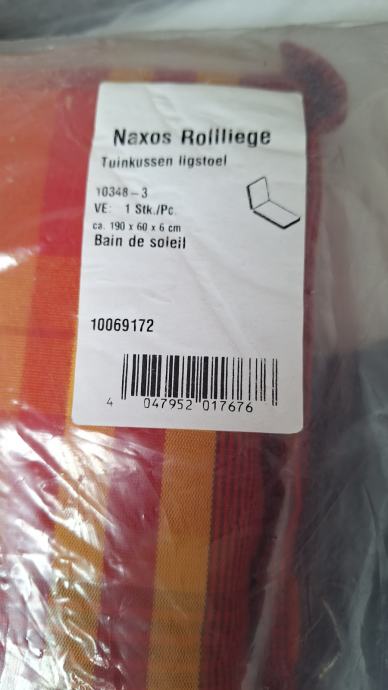 Naxos Rollliege
Tuinkussen ligstoel
10348-3
VE: 1 Stk./Pc.
ca. 190 x 60 x 6 cm
Bain de soleil
10069172
4 047952 017676